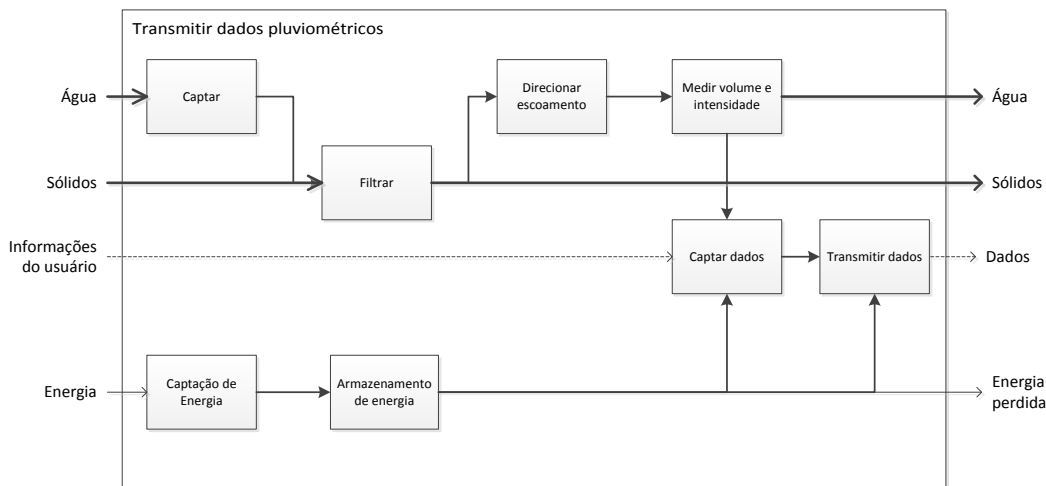 Transmitir dados pluviométricos
Água
Captar
Direcionar
escoamento
Medir volume e
intensidade
Água
Sólidos
Filtrar
Sólidos
Informações
do usuário
Captar dados
Transmitir dados
Dados
Energia
Captação de
Energia
Armazenamento
de energia
Energia
perdida